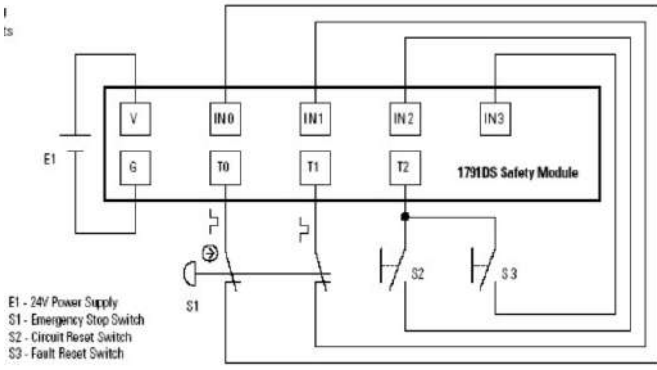 ts
IN0 IN1 IN2 IN3
V
E1
G T0 T1 T2
1791DS Safety Module
S1
S2
S3
E1 - 24V Power Supply
S1 - Emergency Stop Switch
S2 - Circuit Reset Switch
S3 - Fault Reset Switch